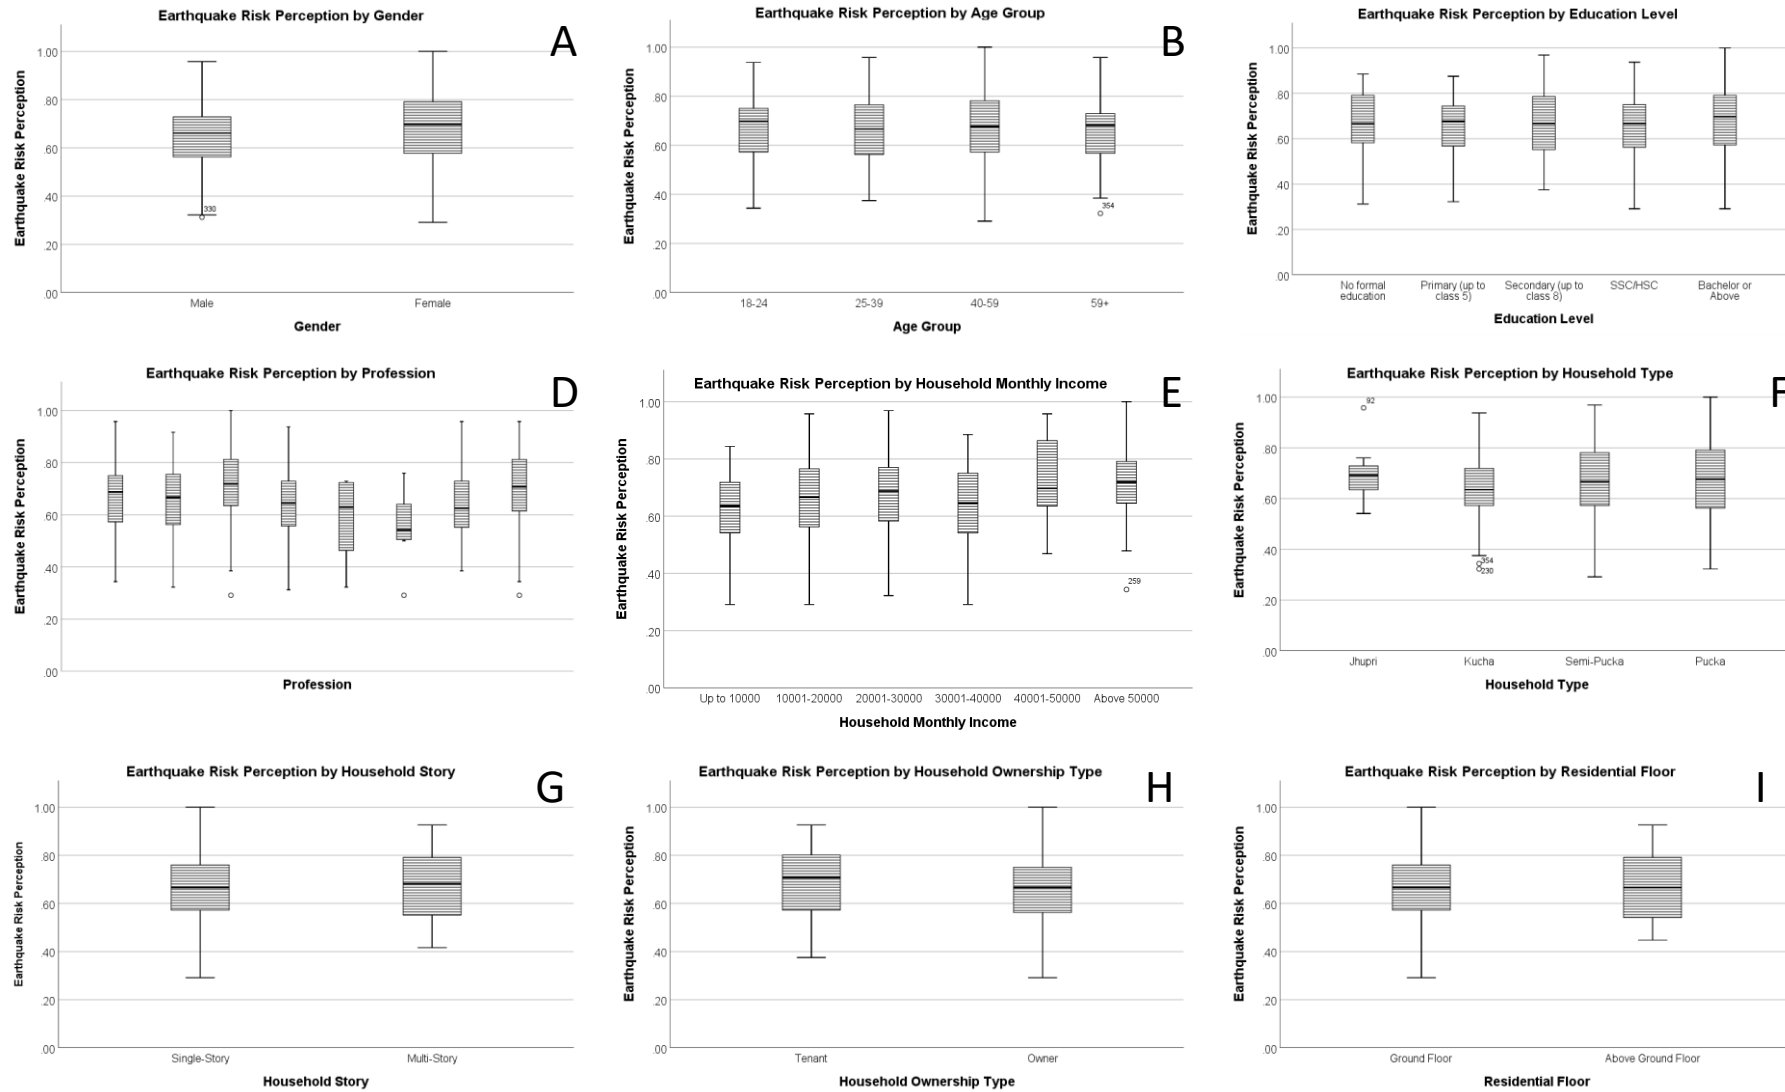 Earthquake Risk Perception by Gender
A
Earthquake Risk Perception
1.00
.80
.60
.40
.20
.00
330
Male
Female
Gender
Earthquake Risk Perception by Age Group
B
Earthquake Risk Perception
1.00
.80
.60
.40
.20
.00
354
18-24
25-39
40-59
59+
Age Group
Earthquake Risk Perception by Education Level
Earthquake Risk Perception
1.00
.80
.60
.40
.20
.00
No formal education
Primary (up to class 5)
Secondary (up to class 8)
SSC/HSC
Bachelor or Above
Education Level
Earthquake Risk Perception by Profession
D
Earthquake Risk Perception
1.00
.80
.60
.40
.20
.00
Profession
Earthquake Risk Perception by Household Monthly Income
E
Earthquake Risk Perception
1.00
.80
.60
.40
.20
.00
259
Up to 10000
10001-20000
20001-30000
30001-40000
40001-50000
Above 50000
Household Monthly Income
Earthquake Risk Perception by Household Type
F
Earthquake Risk Perception
1.00
.80
.60
.40
.20
.00
92
354
230
Jhupri
Kucha
Semi-Pucka
Pucka
Household Type
Earthquake Risk Perception by Household Story
G
Earthquake Risk Perception
1.00
.80
.60
.40
.20
.00
Single-Story
Multi-Story
Household Story
Earthquake Risk Perception by Household Ownership Type
H
Earthquake Risk Perception
1.00
.80
.60
.40
.20
.00
Tenant
Owner
Household Ownership Type
Earthquake Risk Perception by Residential Floor
I
Earthquake Risk Perception
1.00
.80
.60
.40
.20
.00
Ground Floor
Above Ground Floor
Residential Floor